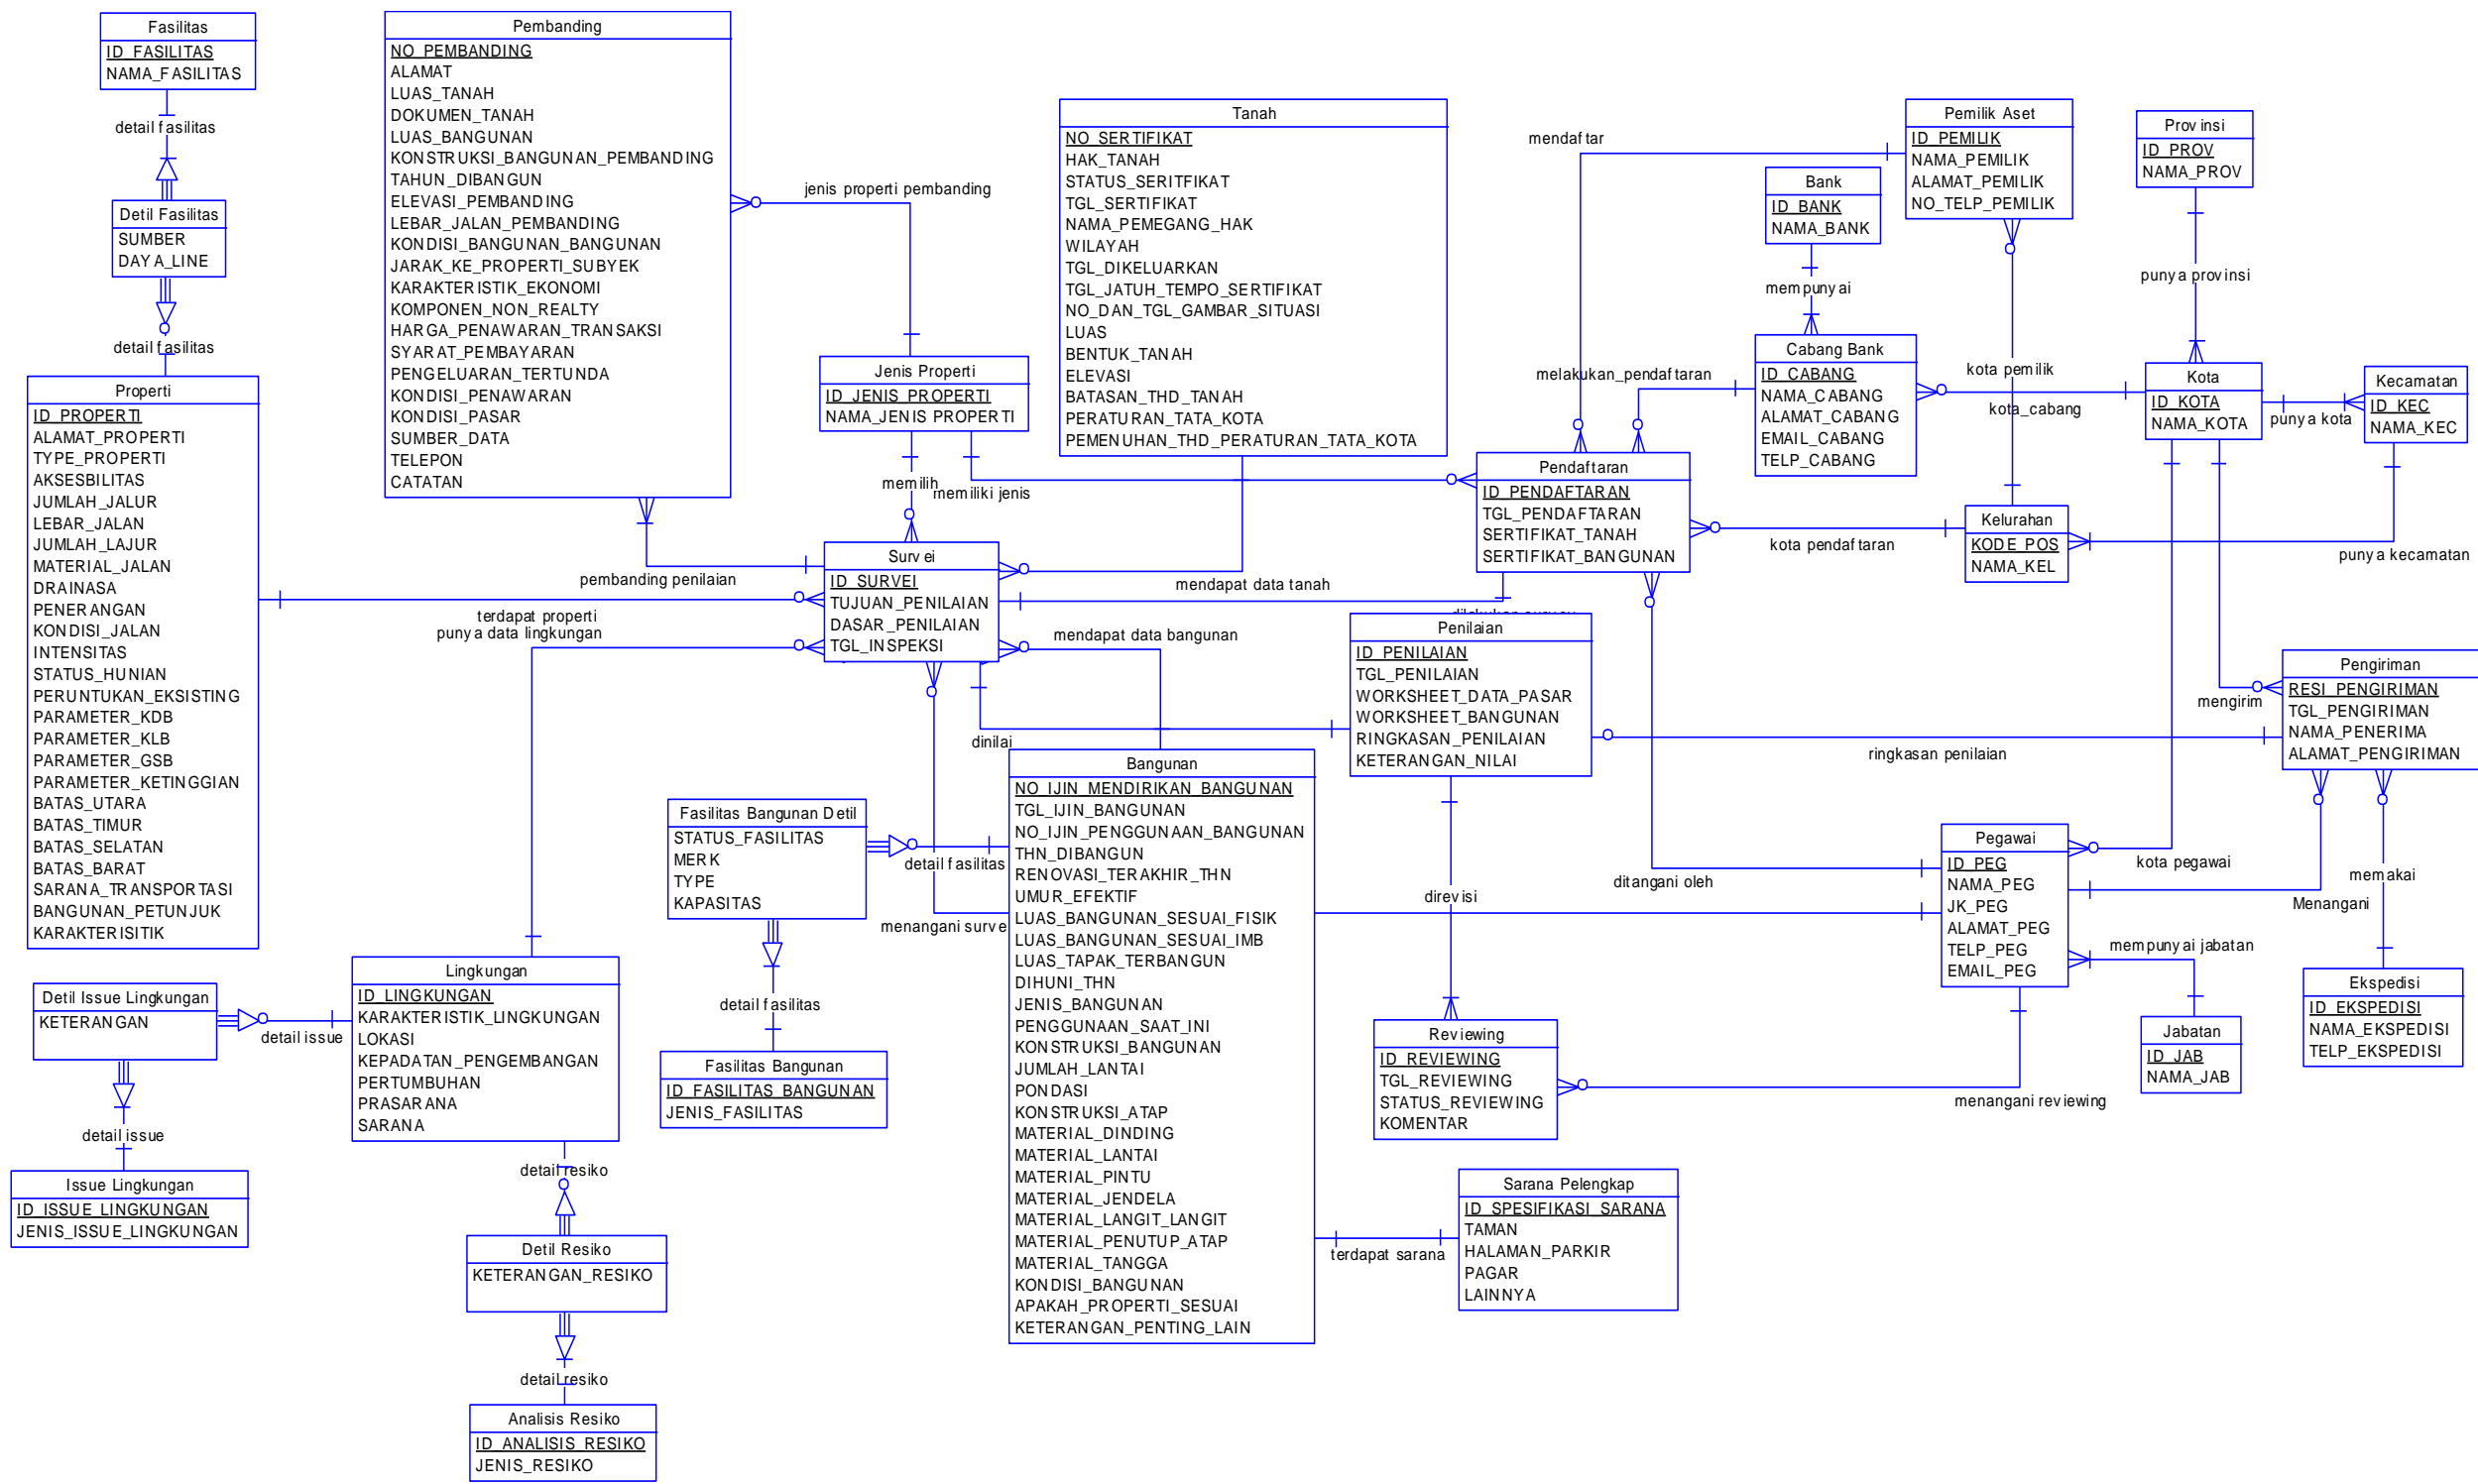 Fasilitas
ID_FASILITAS
NAMA_FASILITAS
detail fasilitas
Detil Fasilitas
SUMBER
DAYA_LINE
detail fasilitas
Properti
ID_PROPERTI
ALAMAT_PROPERTI
TYPE_PROPERTI
AKSESBILITAS
JUMLAH_JALUR
LEBAR_JALAN
JUMLAH_LAJUR
MATERIAL_JALAN
DRAINASA
PENERANGAN
KONDISI_JALAN
INTENSITAS
STATUS_HUNIAN
PERUNTUKAN_EKSISTING
PARAMETER_KDB
PARAMETER_KLB
PARAMETER_GSB
PARAMETER_KETINGGIAN
BATAS_UTARA
BATAS_TIMUR
BATAS_SELATAN
BATAS_BARAT
SARANA_TRANSPORTASI
BANGUNAN_PETUNJUK
KARAKTERISITIK
Pembanding
NO_PEMBANDING
ALAMAT
LUAS_TANAH
DOKUMEN_TANAH
LUAS_BANGUNAN
KONSTRUKSI_BANGUNAN_PEMBANDING
TAHUN_DIBANGUN
ELEVASI_PEMBANDING
LEBAR_JALAN_PEMBANDING
KONDISI_BANGUNAN_BANGUNAN
JARAK_KE_PROPERTI_SUBYEK
KARAKTERISTIK_EKONOMI
KOMPONEN_NON_REALTY
HARGA_PENAWARAN_TRANSAKSI
SYARAT_PEMBAYARAN
PENGELUARAN_TERTUNDA
KONDISI_PENAWARAN
KONDISI_PASAR
SUMBER_DATA
TELEPON
CATATAN
jenis properti pembanding
Jenis Properti
ID_JENIS_PROPERTI
NAMA_JENIS PROPERTI
memilih
memiliki jenis
Tanah
NO_SERTIFIKAT
HAK_TANAH
STATUS_SERITFIKAT
TGL_SERTIFIKAT
NAMA_PEMEGANG_HAK
WILAYAH
TGL_DIKELUARKAN
TGL_JATUH_TEMPO_SERTIFIKAT
NO_DAN_TGL_GAMBAR_SITUASI
LUAS
BENTUK_TANAH
ELEVASI
BATASAN_THD_TANAH
PERATURAN_TATA_KOTA
PEMENUHAN_THD_PERATURAN_TATA_KOTA
mendaftar
Pemilik Aset
ID_PEMILIK
NAMA_PEMILIK
ALAMAT_PEMILIK
NO_TELP_PEMILIK
Bank
ID_BANK
NAMA_BANK
mempunyai
Cabang Bank
ID_CABANG
NAMA_CABANG
ALAMAT_CABANG
EMAIL_CABANG
TELP_CABANG
melakukan_pendaftaran
kota pemilik
kota_cabang
Provinsi
ID_PROV
NAMA_PROV
punya provinsi
Kota
ID_KOTA
NAMA_KOTA
punya kota
Kecamatan
ID_KEC
NAMA_KEC
punya kecamatan
Kelurahan
KODE_POS
NAMA_KEL
kota pendaftaran
Pendaftaran
ID_PENDAFTARAN
TGL_PENDAFTARAN
SERTIFIKAT_TANAH
SERTIFIKAT_BANGUNAN
Survei
ID_SURVEI
TUJUAN_PENILAIAN
DASAR_PENILAIAN
TGL_INSPEKSI
pembanding penilaian
terdapat properti
punya data lingkungan
mendapat data tanah
mendapat data bangunan
dinilai
Penilaian
ID_PENILAIAN
TGL_PENILAIAN
WORKSHEET_DATA_PASAR
WORKSHEET_BANGUNAN
RINGKASAN_PENILAIAN
KETERANGAN_NILAI
ringkasan penilaian
mengirim
Pengiriman
RESI_PENGIRIMAN
TGL_PENGIRIMAN
NAMA_PENERIMA
ALAMAT_PENGIRIMAN
Pegawai
ID_PEG
NAMA_PEG
JK_PEG
ALAMAT_PEG
TELP_PEG
EMAIL_PEG
kota pegawai
Menangani
memakai
mempunyai jabatan
ditangani oleh
direvisi
Ekspedisi
ID_EKSPEDISI
NAMA_EKSPEDISI
TELP_EKSPEDISI
Jabatan
ID_JAB
NAMA_JAB
Reviewing
ID_REVIEWING
TGL_REVIEWING
STATUS_REVIEWING
KOMENTAR
menangani reviewing
Bangunan
NO_IJIN_MENDIRIKAN_BANGUNAN
TGL_IJIN_BANGUNAN
NO_IJIN_PENGGUNAAN_BANGUNAN
THN_DIBANGUN
RENOVASI_TERAKHIR_THN
UMUR_EFEKTIF
LUAS_BANGUNAN_SESUAI_FISIK
LUAS_BANGUNAN_SESUAI_IMB
LUAS_TAPAK_TERBANGUN
DIHUNI_THN
JENIS_BANGUNAN
PENGGUNAAN_SAAT_INI
KONSTRUKSI_BANGUNAN
JUMLAH_LANTAI
PONDASI
KONSTRUKSI_ATAP
MATERIAL_DINDING
MATERIAL_LANTAI
MATERIAL_PINTU
MATERIAL_JENDELA
MATERIAL_LANGIT_LANGIT
MATERIAL_PENUTUP_ATAP
MATERIAL_TANGGA
KONDISI_BANGUNAN
APAKAH_PROPERTI_SESUAI
KETERANGAN_PENTING_LAIN
Fasilitas Bangunan Detil
STATUS_FASILITAS
MERK
TYPE
KAPASITAS
detail fasilitas
menangani surve
detail fasilitas
Fasilitas Bangunan
ID_FASILITAS_BANGUNAN
JENIS_FASILITAS
terdapat sarana
Sarana Pelengkap
ID_SPESIFIKASI_SARANA
TAMAN
HALAMAN_PARKIR
PAGAR
LAINNYA
Lingkungan
ID_LINGKUNGAN
KARAKTERISTIK_LINGKUNGAN
LOKASI
KEPADATAN_PENGEMBANGAN
PERTUMBUHAN
PRASARANA
SARANA
Detil Issue Lingkungan
KETERANGAN
detail issue
detail issue
Issue Lingkungan
ID_ISSUE_LINGKUNGAN
JENIS_ISSUE_LINGKUNGAN
detail resiko
Detil Resiko
KETERANGAN_RESIKO
detail resiko
Analisis Resiko
ID_ANALISIS_RESIKO
JENIS_RESIKO